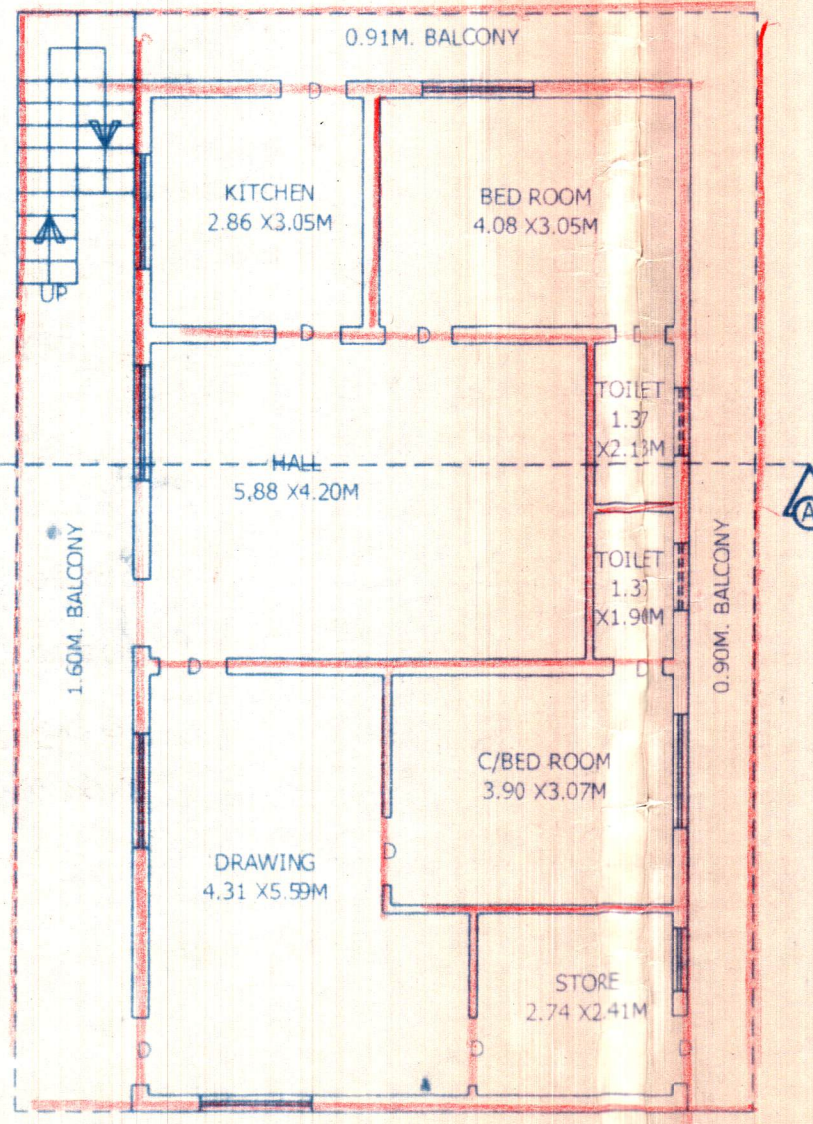 0.91M. BALCONY
KITCHEN
2.86 X3.05M
BED ROOM
4.08 X3.05M
UP
D
D
D
D
TOILET
1.37
X2.13M
HALL
5.88 X4.20M
A
1.60M. BALCONY
TOILET
1.37
0.90M. BALCONY
D
D
C/BED ROOM
3.90 X3.07M
DRAWING
4.31 X5.59M
D
STORE
2.74 X2.41M
D
D
D